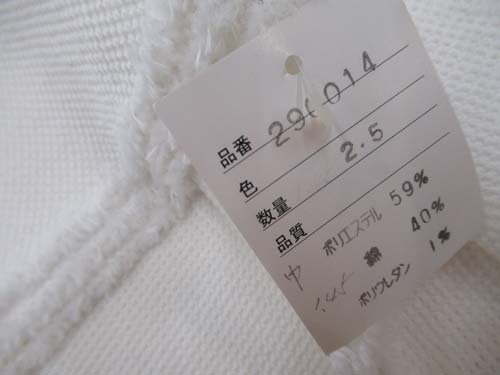 品番 290014
色
数量 2.5
品質 ポリエステル 59%
綿 40%
ポリウレタン 1%